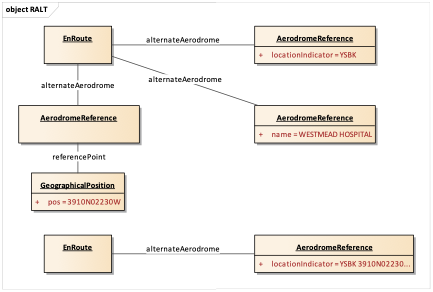 object RALT
EnRoute
alternateAerodrome
AerodromeReference
+ locationIndicator = YSBK
alternateAerodrome
alternateAerodrome
AerodromeReference
AerodromeReference
+ name = WESTMEAD HOSPITAL
referencePoint
GeographicalPosition
+ pos = 3910N02230W
EnRoute
alternateAerodrome
AerodromeReference
+ locationIndicator = YSBK 3910N02230...